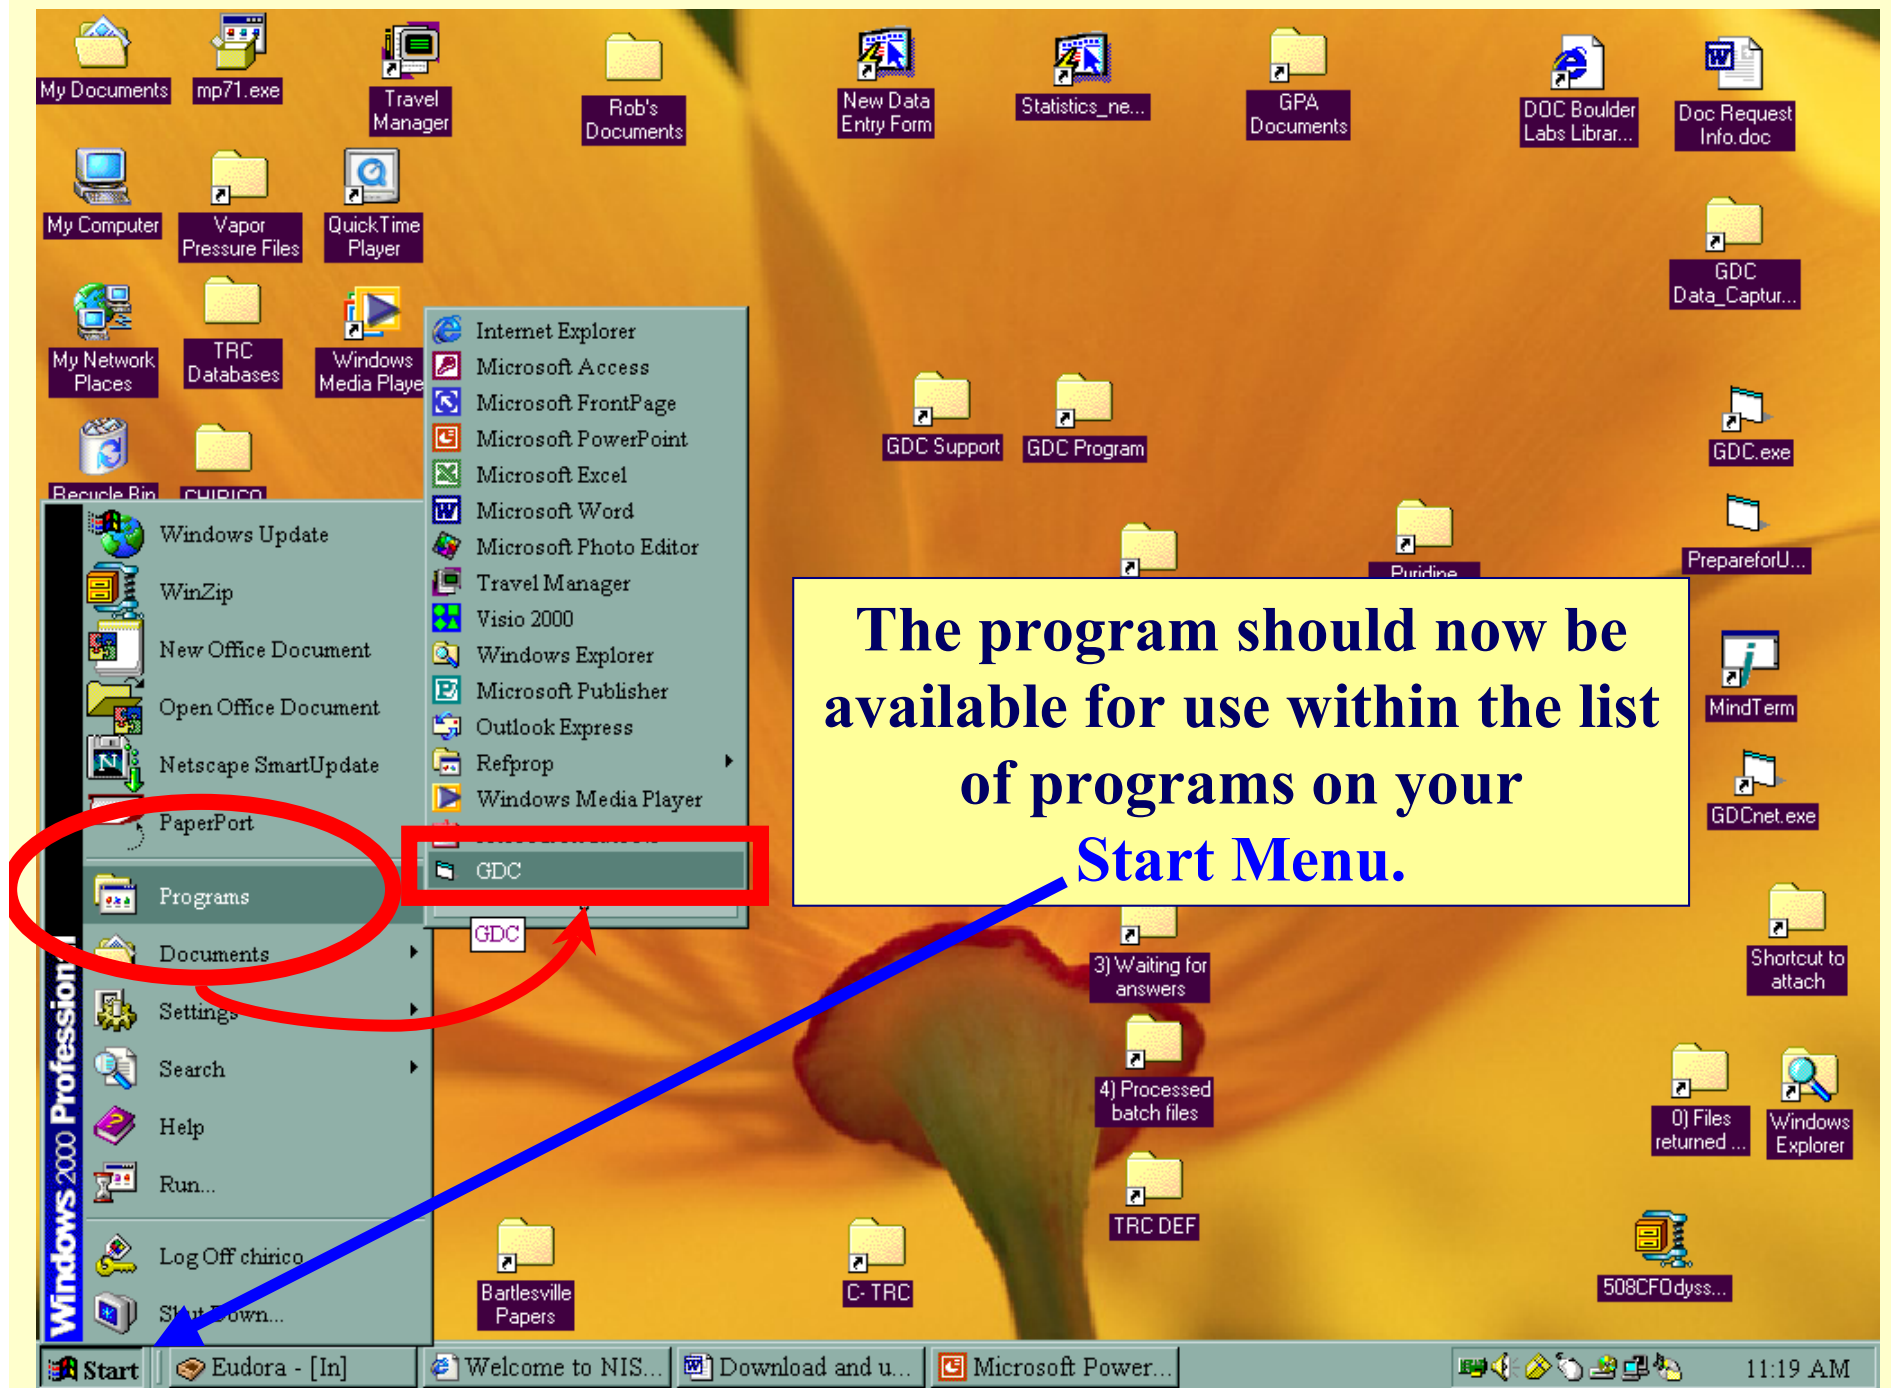 My Documents
mp71.exe
Travel
Manager
Rob's
Documents
New Data
Entry Form
Statistics_ne...
GPA
Documents
DOC Boulder
Labs Librar...
Doc Request
Info.doc
My Computer
Vapor
Pressure Files
QuickTime
Player
GDC
Data_Captur...
My Network
Places
TRC
Databases
Windows
Media Playe
GDC Support
GDC Program
GDC.exe
Recycle Bin
CHIRICO
PrepareforU...
Pyridine
MindTerm
GDCnet.exe
Shortcut to
attach
3) Waiting for
answers
4) Processed
batch files
0) Files
returned ...
Windows
Explorer
TRC DEF
Bartlesville
Papers
C- TRC
508CFOdyss...
Internet Explorer
Microsoft Access
Microsoft FrontPage
Microsoft PowerPoint
Microsoft Excel
Microsoft Word
Microsoft Photo Editor
Travel Manager
Visio 2000
Windows Explorer
Microsoft Publisher
Outlook Express
Refprop
Windows Media Player
GDC
GDC
Windows 2000 Professional
Windows Update
WinZip
New Office Document
Open Office Document
Netscape SmartUpdate
PaperPort
Programs
Documents
Settings
Search
Help
Run...
Log Off chirico
Shut Down...
The program should now be
available for use within the list
of programs on your
Start Menu.
Start
Eudora - [In]
Welcome to NIS...
Download and u...
Microsoft Power...
11:19 AM